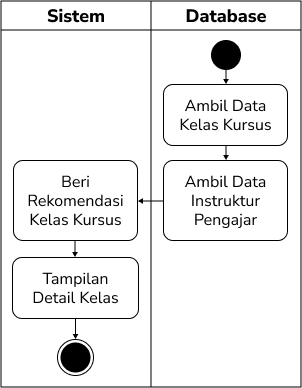 Sistem
Database
Ambil Data
Kelas Kursus
Beri
Rekomendasi
Kelas Kursus
Ambil Data
Instruktur
Pengajar
Tampilan
Detail Kelas